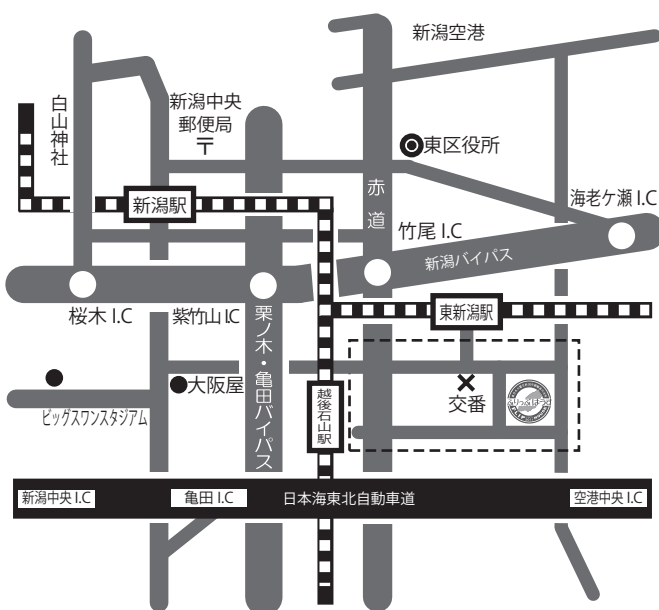 新潟空港
白山神社
新潟中央
郵便局
〒
東区役所
新潟駅
赤道
海老ケ瀬 I.C
竹尾 I.C
新潟バイパス
桜木 I.C
紫竹山 I.C
栗ノ木・亀田バイパス
東新潟駅
大阪屋
越後石山駅
交番
ビッグスワンスタジアム
新潟中央 I.C
亀田 I.C
日本海東北自動車道
空港中央 I.C